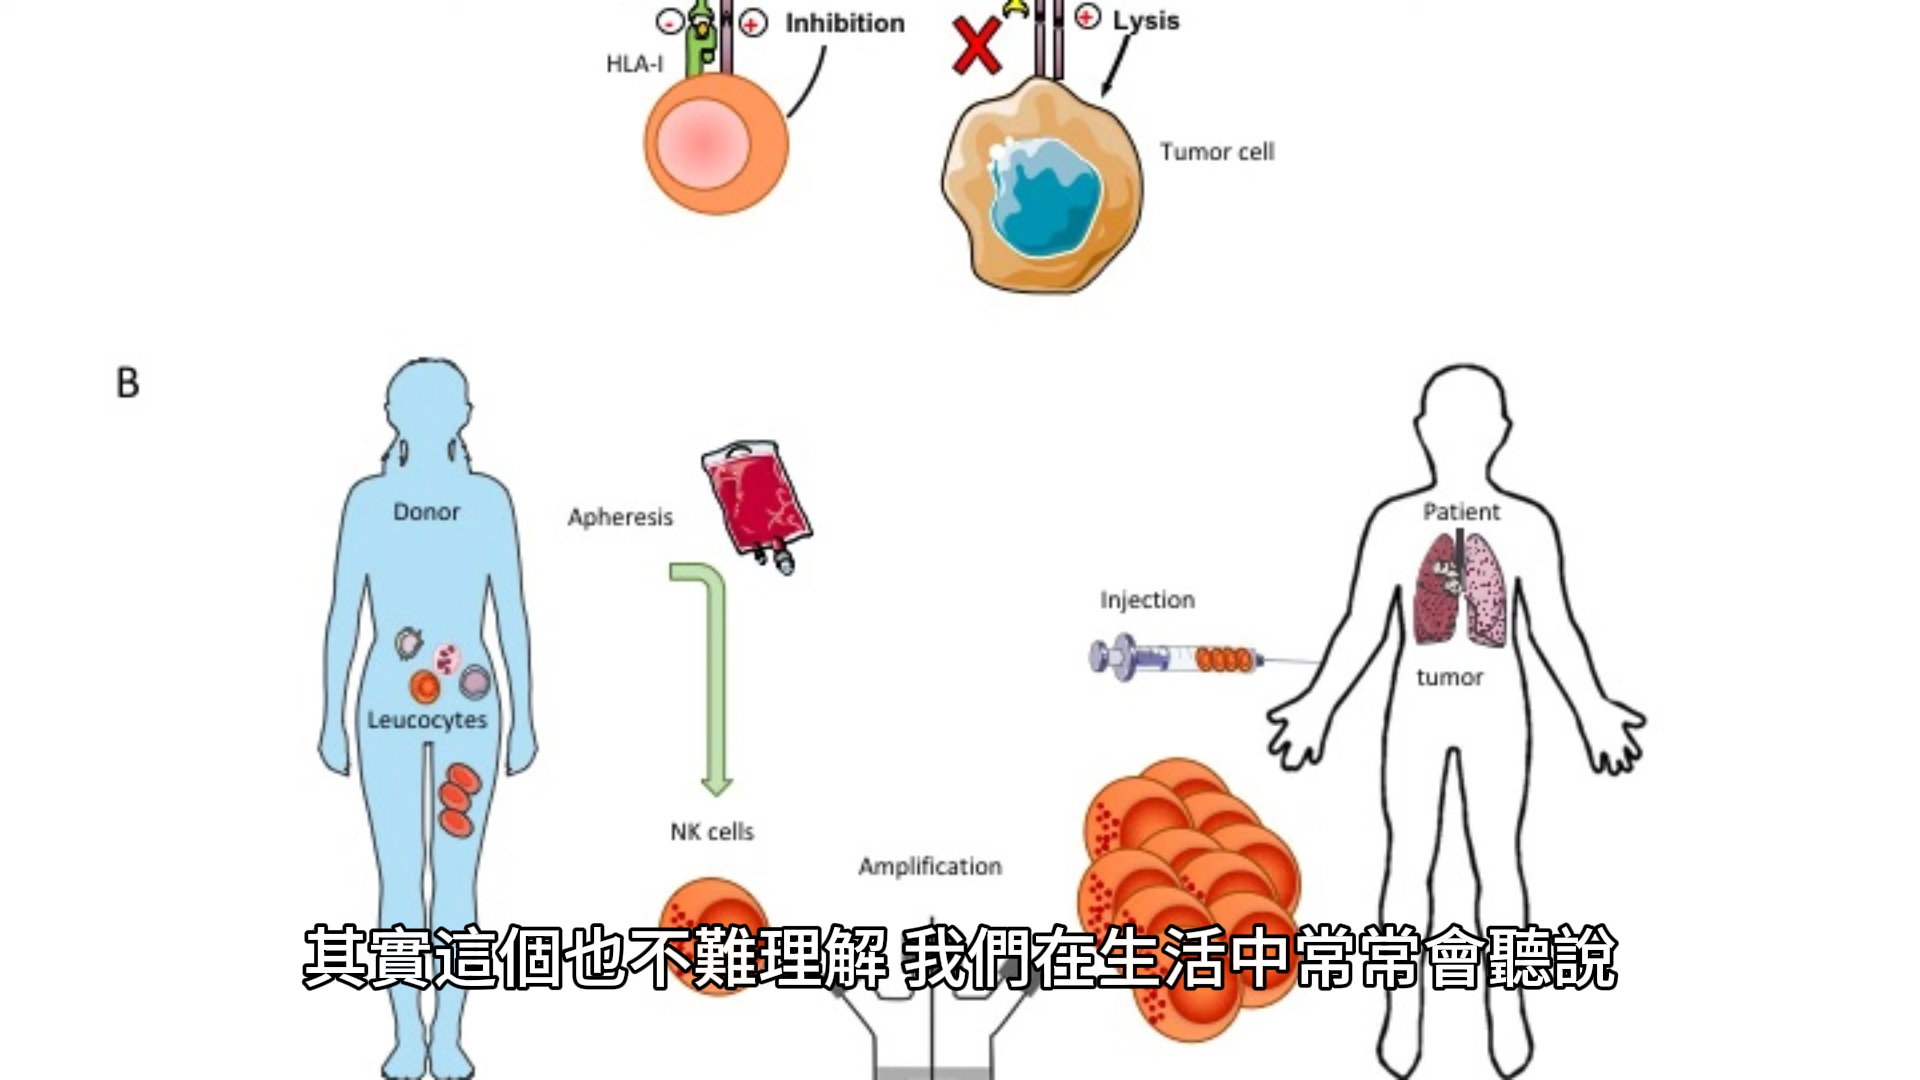 - + Inhibition
+ Lysis
HLA-I
Tumor cell
B
Donor
Apheresis
Patient
Injection
tumor
Leucocytes
NK cells
Amplification
其實這個也不難理解 我們在生活中常常會聽說